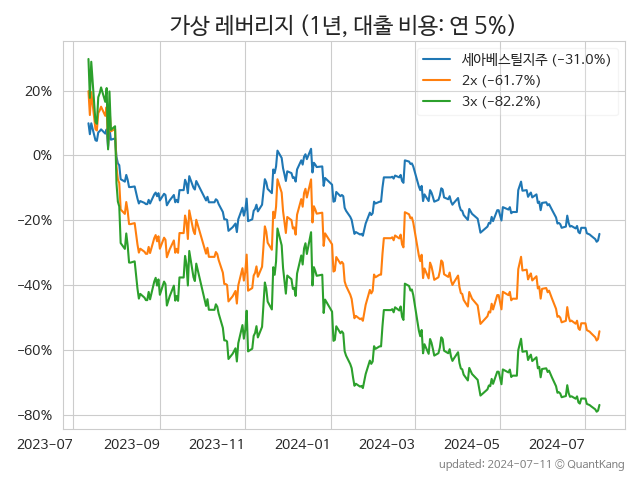 가상 레버리지 (1년, 대출 비용: 연 5%)
세아베스틸지주 (−31.0%)
2x (−61.7%)
3x (−82.2%)
20%
0%
−20%
−40%
−60%
−80%
2023-07 2023-09 2023-11 2024-01 2024-03 2024-05 2024-07
updated: 2024-07-11 © QuantKang